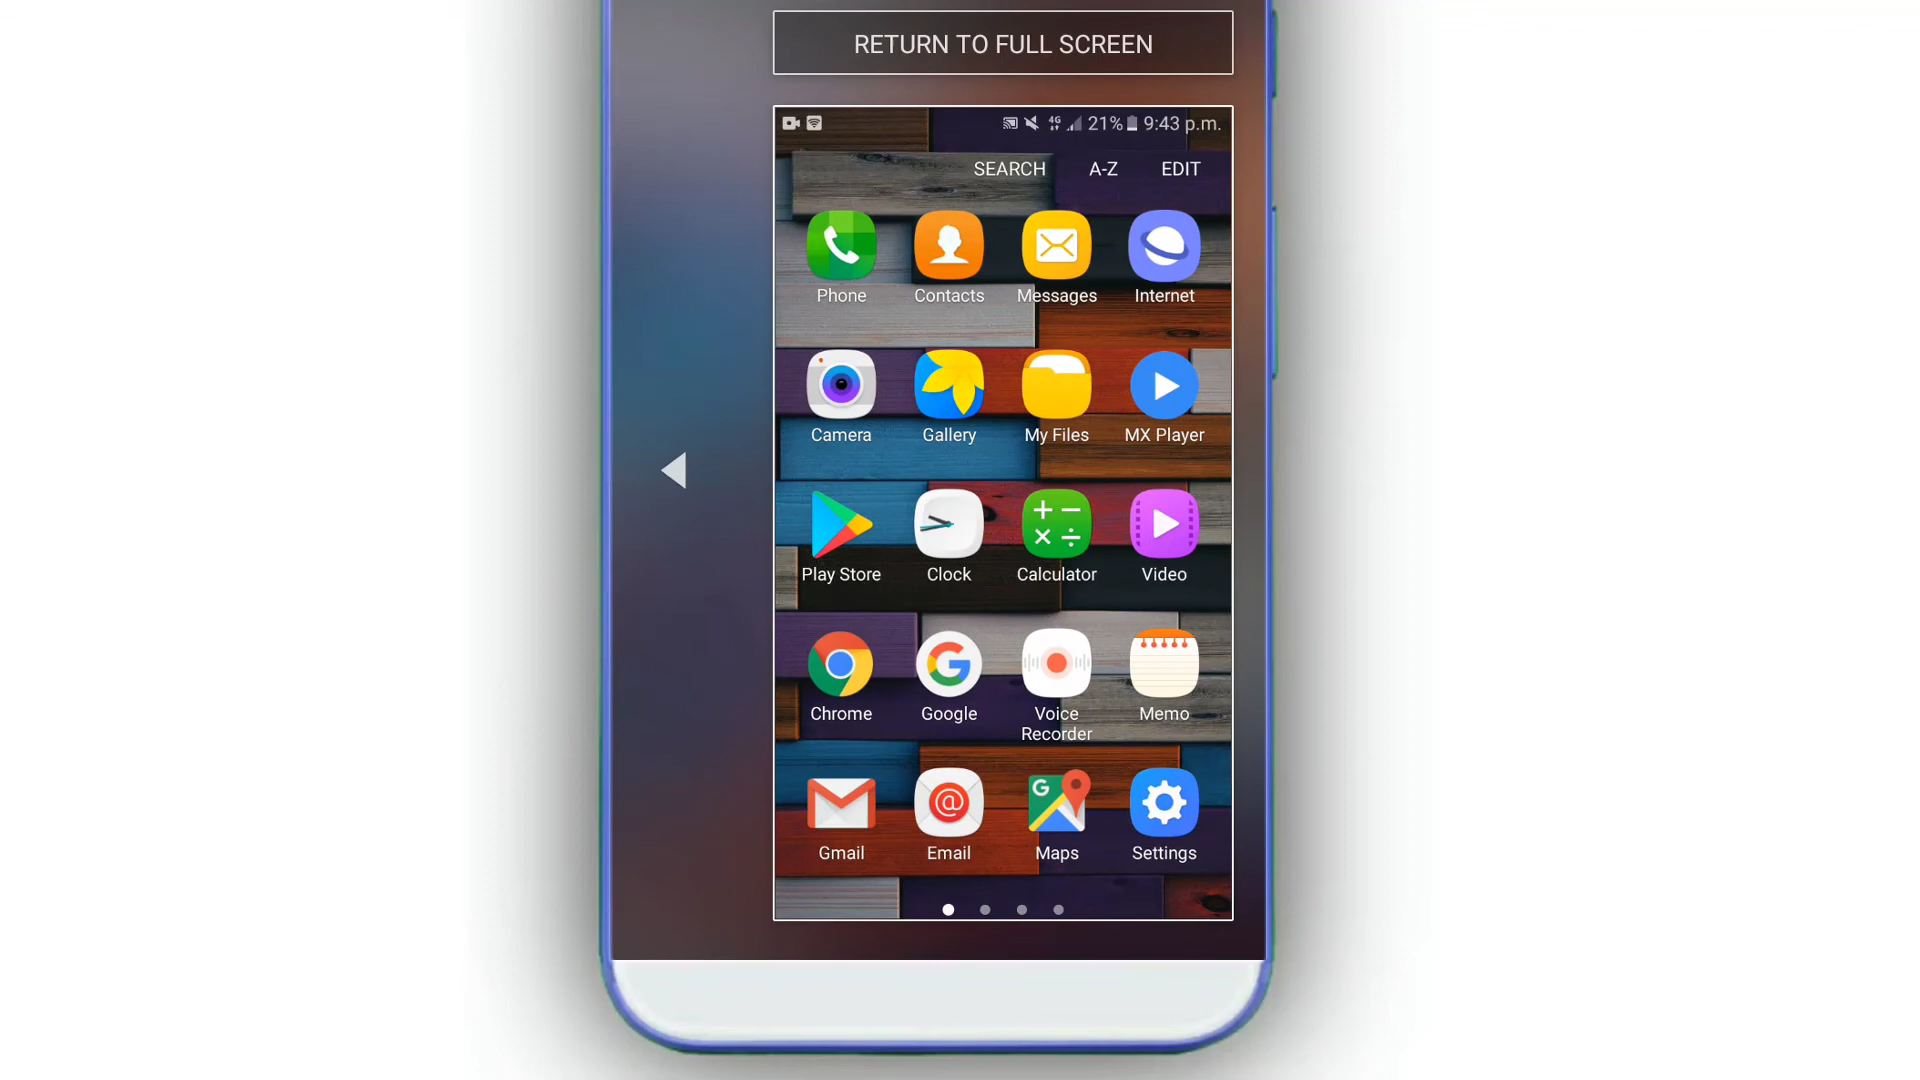 RETURN TO FULL SCREEN
4G 21% 9:43 p.m.
SEARCH A-Z EDIT
Phone Contacts Messages Internet
Camera Gallery My Files MX Player
Play Store Clock Calculator Video
Chrome Google Voice Recorder Memo
Gmail Email Maps Settings